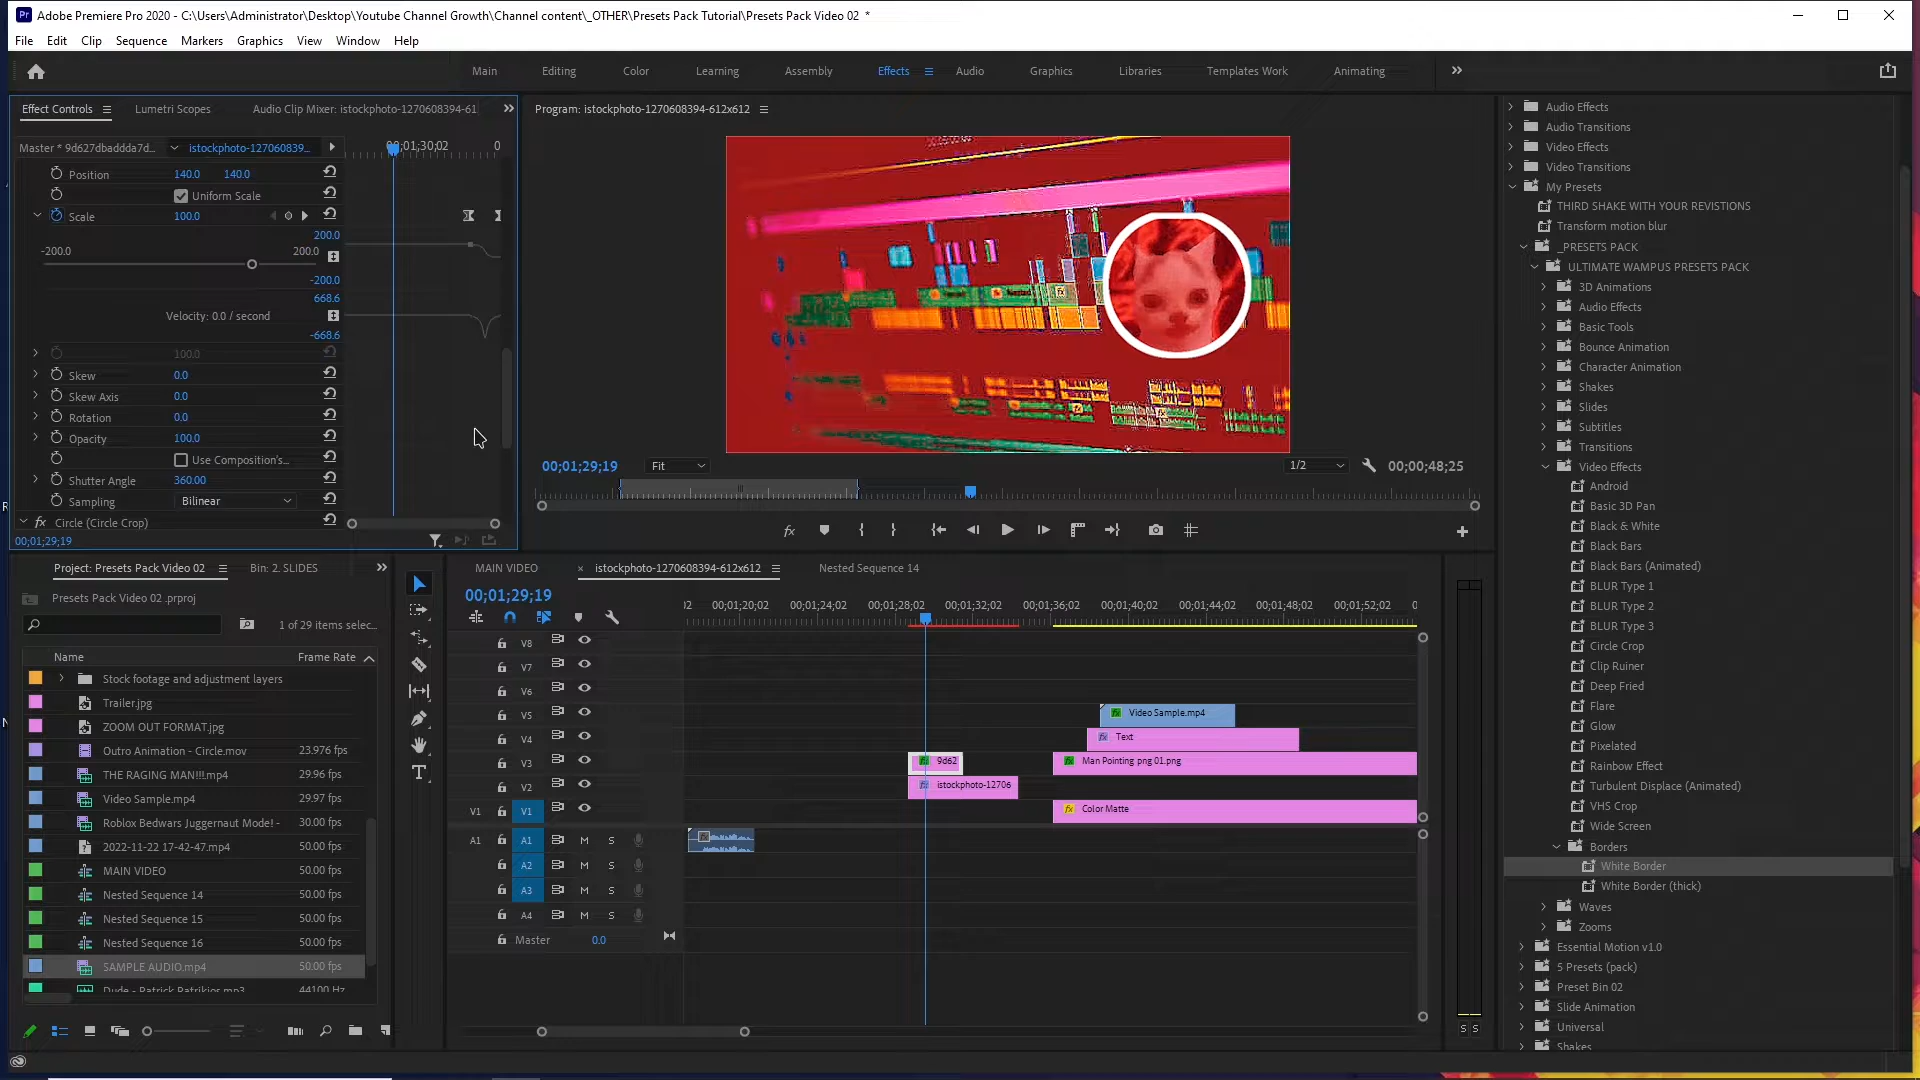 Adobe Premiere Pro 2020 - C:\Users\Administrator\Desktop\Youtube Channel Growth\Channel content\_OTHER\Presets Pack Tutorial\Presets Pack Video 02 *
File Edit Clip Sequence Markers Graphics View Window Help
Main Editing Color Learning Assembly Effects Audio Graphics Libraries Templates Work Animating
Effect Controls Lumetri Scopes Audio Clip Mixer: istockphoto-1270608394-61
Master * 9d627dbaddda7d... istockphoto-127060839...
00;01;30;02 0
Position 140.0 140.0
Uniform Scale
Scale 100.0
200.0
-200.0 200.0
-200.0
668.6
Velocity: 0.0 / second
-668.6
100.0
Skew 0.0
Skew Axis 0.0
Rotation 0.0
Opacity 100.0
Use Composition's...
Shutter Angle 360.00
Sampling Bilinear
fx Circle (Circle Crop)
00;01;29;19
Program: istockphoto-1270608394-612x612
00;01;29;19 Fit 1/2 00;00;48;25
Project: Presets Pack Video 02 Bin: 2. SLIDES
Presets Pack Video 02 .prproj
1 of 29 items selec...
Name Frame Rate
Stock footage and adjustment layers
Trailer.jpg
ZOOM OUT FORMAT.jpg
Outro Animation - Circle.mov 23.976 fps
THE RAGING MAN!!!.mp4 29.96 fps
Video Sample.mp4 29.97 fps
Roblox Bedwars Juggernaut Mode! - 30.00 fps
2022-11-22 17-42-47.mp4 60.00 fps
MAIN VIDEO 50.00 fps
Nested Sequence 14 50.00 fps
Nested Sequence 15 50.00 fps
Nested Sequence 16 50.00 fps
SAMPLE AUDIO.mp4 50.00 fps
Dude - Patrick Patrikios.mp3 44100 Hz
MAIN VIDEO istockphoto-1270608394-612x612 Nested Sequence 14
00;01;29;19
02 00;01;20;02 00;01;24;02 00;01;28;02 00;01;32;02 00;01;36;02 00;01;40;02 00;01;44;02 00;01;48;02 00;01;52;02 0
V8
V7
V6
V5 Video Sample.mp4
V4 Text
V3 9d62 Man Pointing png 01.png
V2 istockphoto-12706
V1 V1 Color Matte
A1 A1 M S
A2 M S
A3 M S
A4 M S
Master 0.0
S S
Audio Effects
Audio Transitions
Video Effects
Video Transitions
My Presets
THIRD SHAKE WITH YOUR REVISTIONS
Transform motion blur
_PRESETS PACK
ULTIMATE WAMPUS PRESETS PACK
3D Animations
Audio Effects
Basic Tools
Bounce Animation
Character Animation
Shakes
Slides
Subtitles
Transitions
Video Effects
Android
Basic 3D Pan
Black & White
Black Bars
Black Bars (Animated)
BLUR Type 1
BLUR Type 2
BLUR Type 3
Circle Crop
Clip Ruiner
Deep Fried
Flare
Glow
Pixelated
Rainbow Effect
Turbulent Displace (Animated)
VHS Crop
Wide Screen
Borders
White Border
White Border (thick)
Waves
Zooms
Essential Motion v1.0
5 Presets (pack)
Preset Bin 02
Slide Animation
Universal
Shakes